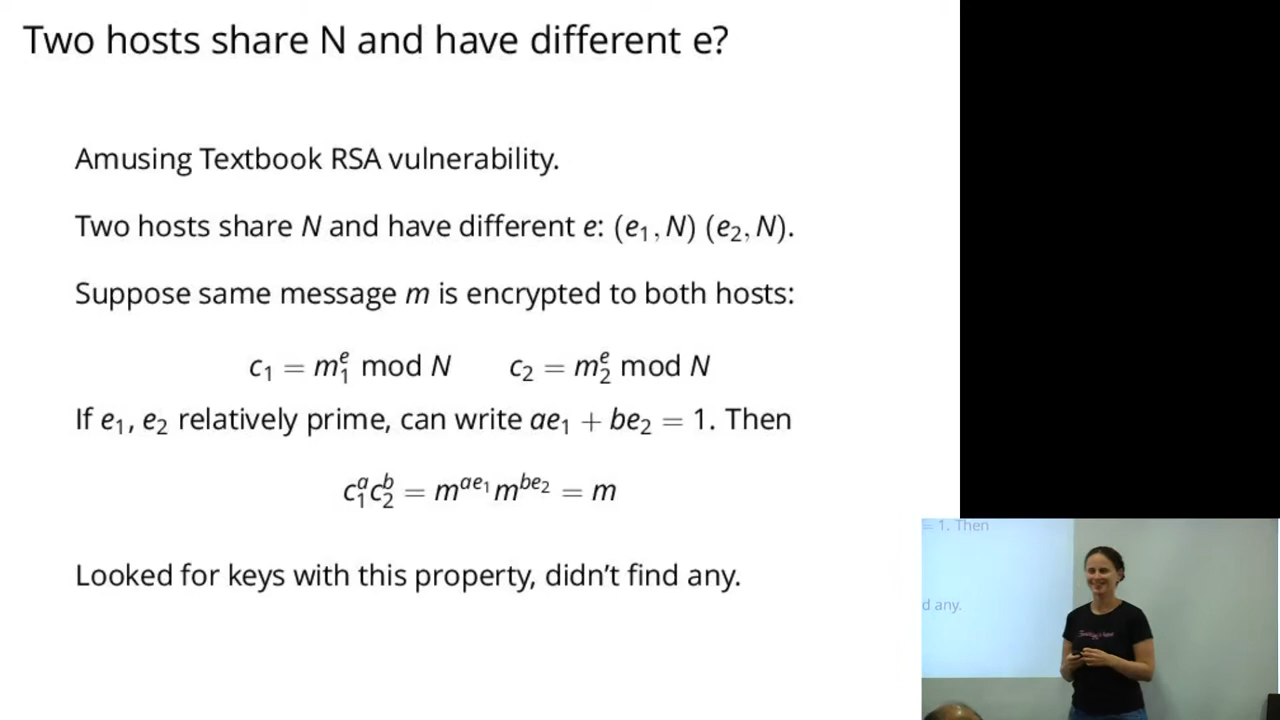 Two hosts share N and have different e?
Amusing Textbook RSA vulnerability.
Two hosts share N and have different e: (e₁, N) (e₂, N).
Suppose same message m is encrypted to both hosts:
c₁ = m₁ᵉ mod N c₂ = m₂ᵉ mod N
If e₁, e₂ relatively prime, can write ae₁ + be₂ = 1. Then
c₁ᵃc₂ᵇ = m^{ae₁}m^{be₂} = m
Looked for keys with this property, didn't find any.
= 1. Then
d any.